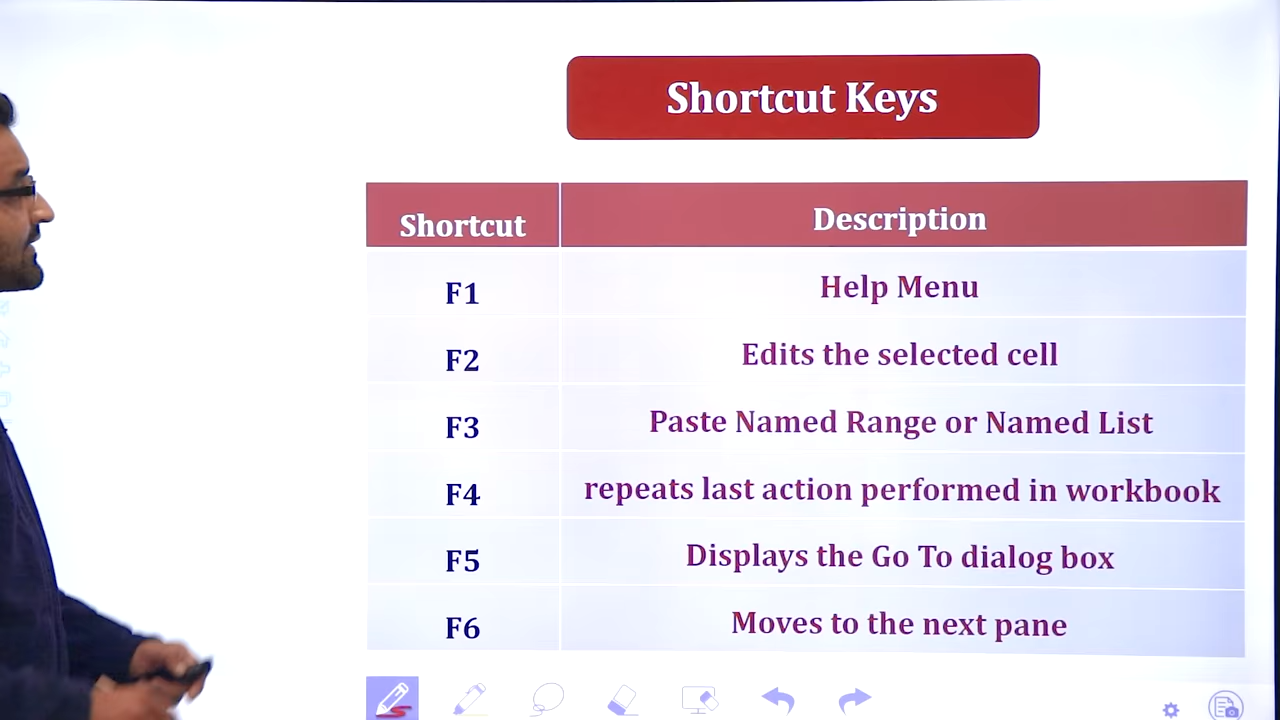 Shortcut Keys
Shortcut Description
F1 Help Menu
F2 Edits the selected cell
F3 Paste Named Range or Named List
F4 repeats last action performed in workbook
F5 Displays the Go To dialog box
F6 Moves to the next pane